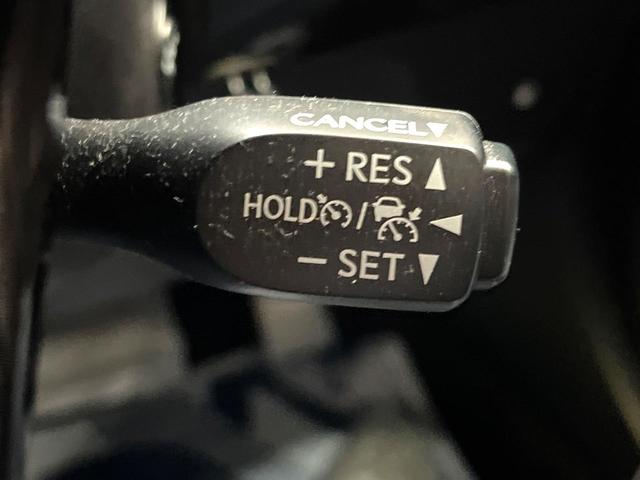 CANCEL▼
+ RES ▲
HOLD / ◀
− SET ▼